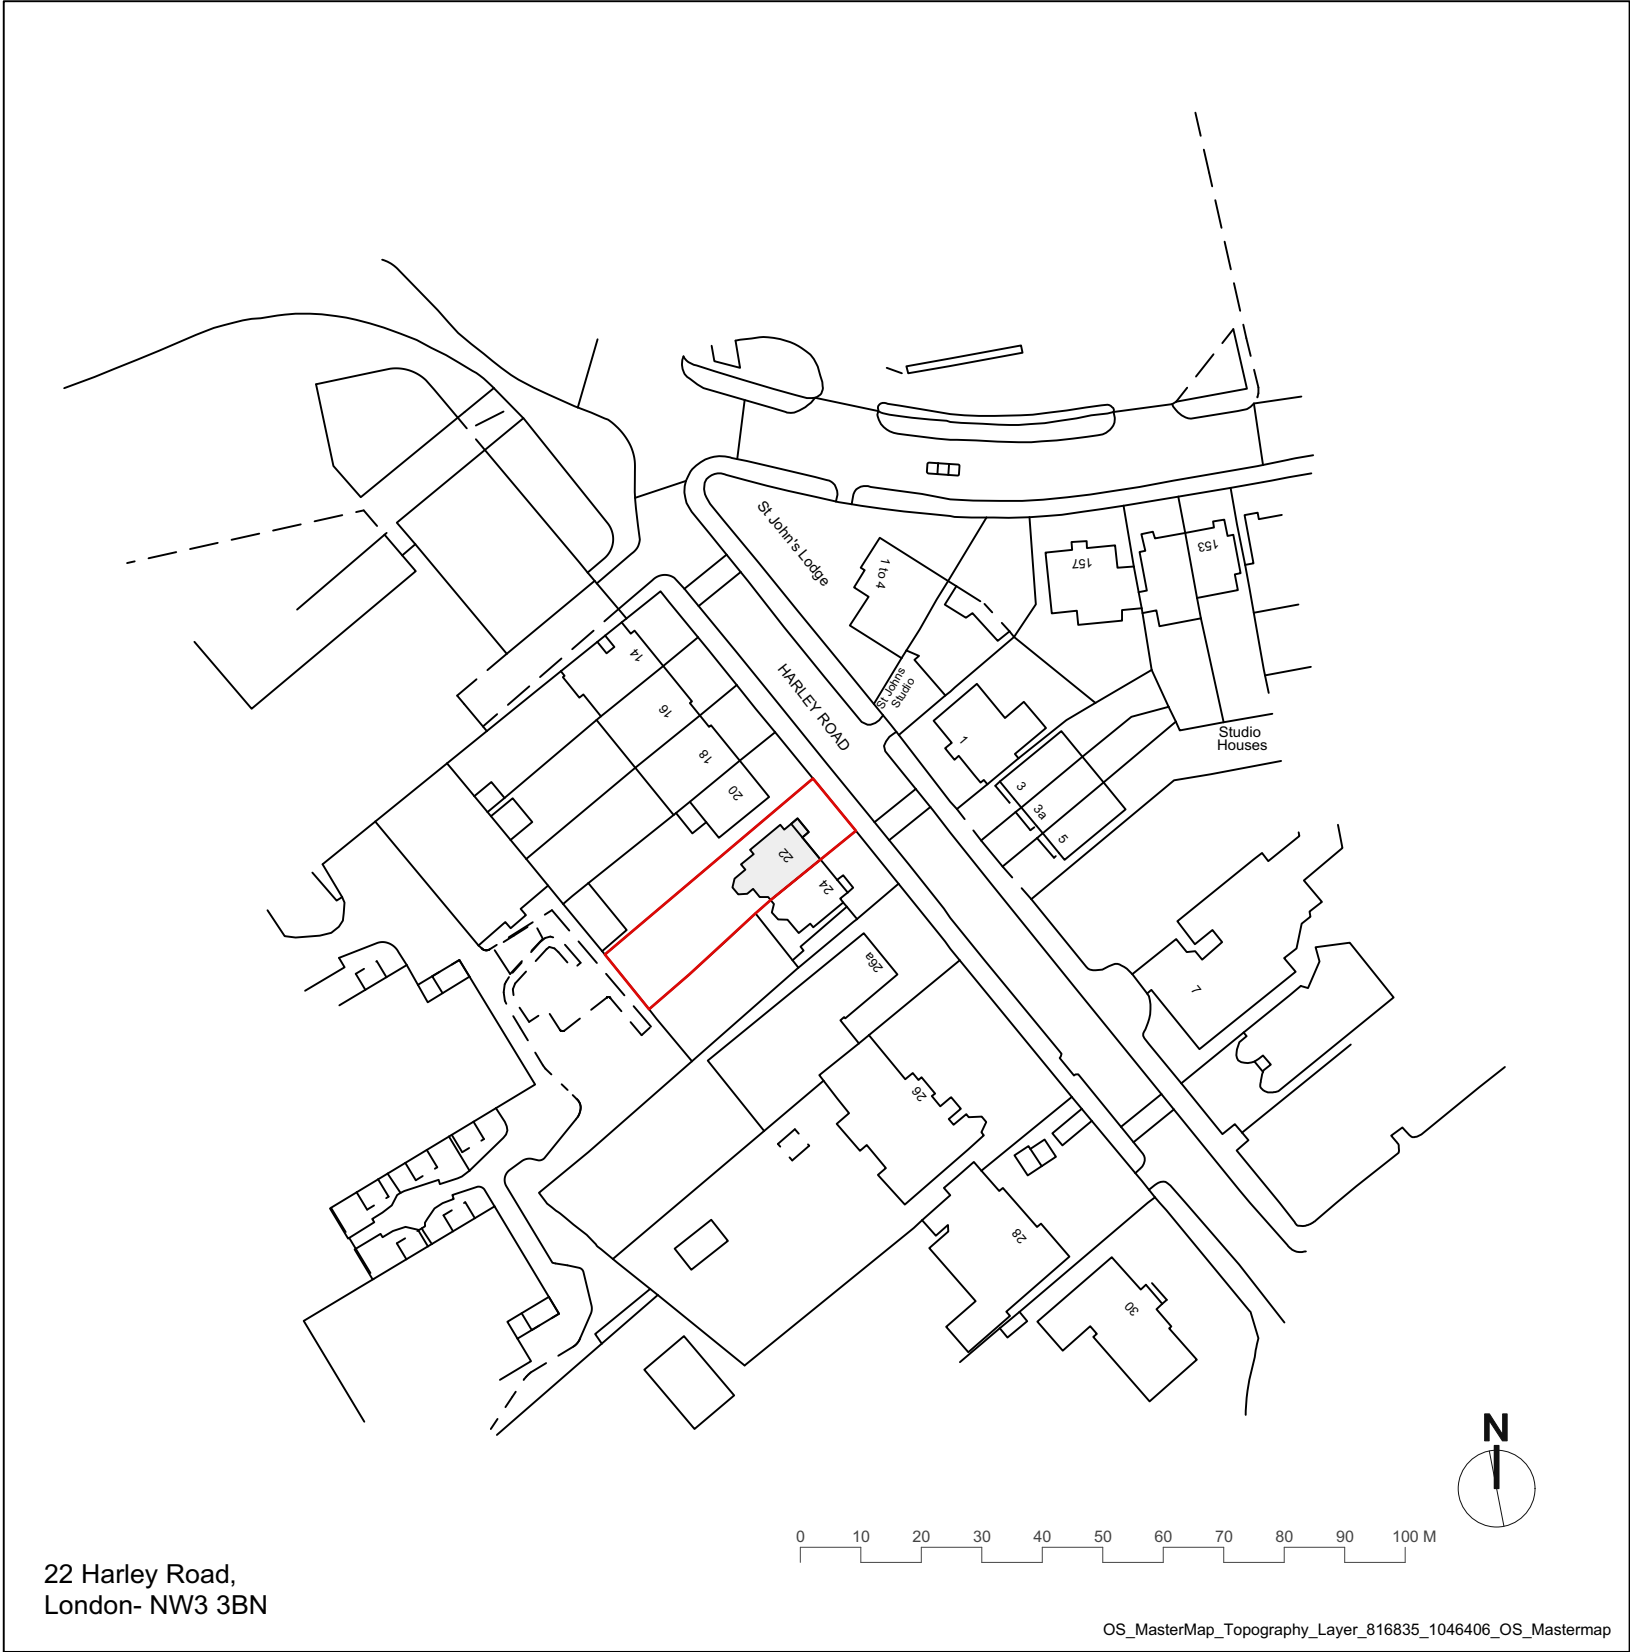 St John's Lodge
1 to 4
157
153
HARLEY ROAD
St Johns
Studio
14
16
18
20
22
24
26a
26
28
30
1
3
3a
5
7
Studio
Houses
N
0 10 20 30 40 50 60 70 80 90 100 M
22 Harley Road,
London- NW3 3BN
OS_MasterMap_Topography_Layer_816835_1046406_OS_Mastermap